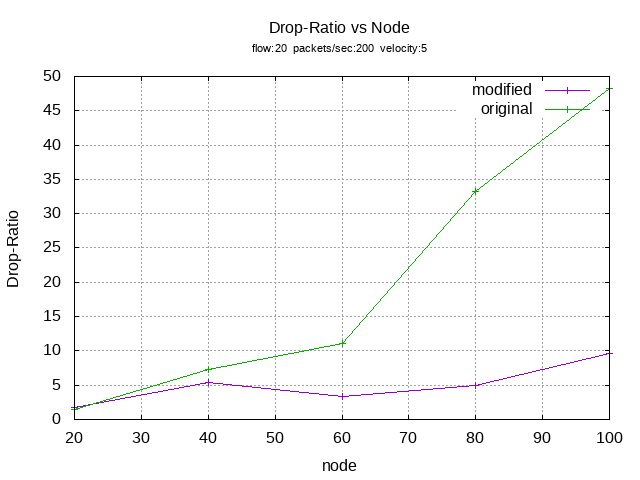 Drop-Ratio vs Node
flow:20 packets/sec:200 velocity:5
modified
original
50
45
40
35
30
25
20
15
10
5
0
Drop-Ratio
20 30 40 50 60 70 80 90 100
node